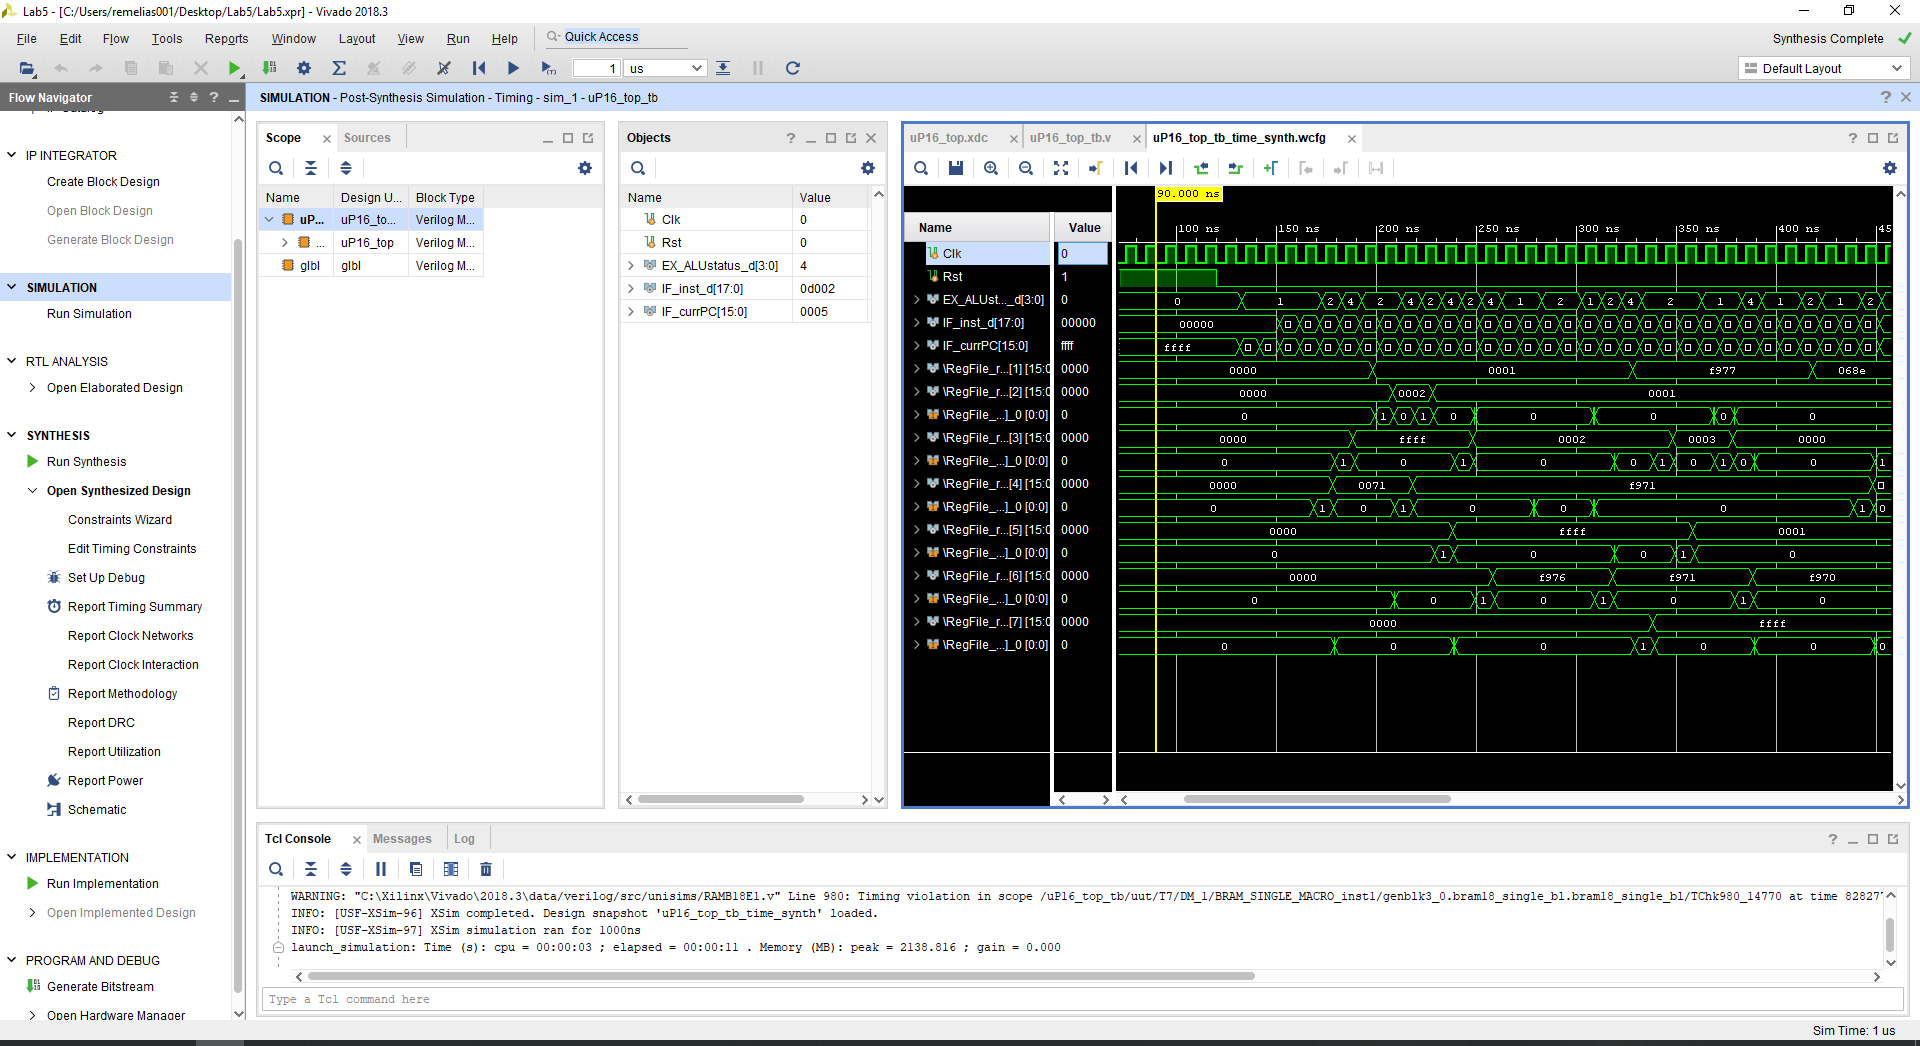 Lab5 - [C:/Users/remelias001/Desktop/Lab5/Lab5.xpr] - Vivado 2018.3
File Edit Flow Tools Reports Window Layout View Run Help Quick Access
Synthesis Complete
1 us
Default Layout
Flow Navigator
SIMULATION - Post-Synthesis Simulation - Timing - sim_1 - uP16_top_tb
IP INTEGRATOR
Create Block Design
Open Block Design
Generate Block Design
SIMULATION
Run Simulation
RTL ANALYSIS
Open Elaborated Design
SYNTHESIS
Run Synthesis
Open Synthesized Design
Constraints Wizard
Edit Timing Constraints
Set Up Debug
Report Timing Summary
Report Clock Networks
Report Clock Interaction
Report Methodology
Report DRC
Report Utilization
Report Power
Schematic
IMPLEMENTATION
Run Implementation
Open Implemented Design
PROGRAM AND DEBUG
Generate Bitstream
Open Hardware Manager
Scope Sources
Name Design U... Block Type
uP... uP16_to... Verilog M...
... uP16_top Verilog M...
glbl glbl Verilog M...
Objects
Name Value
Clk 0
Rst 0
EX_ALUstatus_d[3:0] 4
IF_inst_d[17:0] 0d002
IF_currPC[15:0] 0005
uP16_top.xdc uP16_top_tb.v uP16_top_tb_time_synth.wcfg
90.000 ns
Name Value
100 ns 150 ns 200 ns 250 ns 300 ns 350 ns 400 ns 45
Clk 0
Rst 1
EX_ALUst..._d[3:0] 0 0 1 2 4 2 4 2 4 2 4 1 2 1 2 4 2 1 4 1 2 1 2
IF_inst_d[17:0] 00000 00000
IF_currPC[15:0] ffff ffff
\RegFile_r...[1] [15:0 0000 0000 0001 f977 068e
\RegFile_r...[2] [15:0 0000 0000 0002 0001
\RegFile_...]_0 [0:0] 0 0 1 0 1 0 0 0 0 0
\RegFile_r...[3] [15:0 0000 0000 ffff 0002 0003 0000
\RegFile_...]_0 [0:0] 0 0 1 0 1 0 0 1 0 1 0 0 1
\RegFile_r...[4] [15:0 0000 0000 0071 f971
\RegFile_...]_0 [0:0] 0 0 1 0 1 0 0 0 1 0
\RegFile_r...[5] [15:0 0000 0000 ffff 0001
\RegFile_...]_0 [0:0] 0 0 1 0 0 1 0
\RegFile_r...[6] [15:0 0000 0000 f976 f971 f970
\RegFile_...]_0 [0:0] 0 0 0 1 0 1 0 1 0
\RegFile_r...[7] [15:0 0000 0000 ffff
\RegFile_...]_0 [0:0] 0 0 0 0 1 0 0 0
Tcl Console Messages Log
WARNING: "C:\Xilinx\Vivado\2018.3\data/verilog/src/unisims/RAMB18E1.v" Line 980: Timing violation in scope /uP16_top_tb/uut/T7/DM_1/BRAM_SINGLE_MACRO_inst1/genblk3_0.bram18_single_bl.bram18_single_bl/TChk980_14770 at time 82827
INFO: [USF-XSim-96] XSim completed. Design snapshot 'uP16_top_tb_time_synth' loaded.
INFO: [USF-XSim-97] XSim simulation ran for 1000ns
launch_simulation: Time (s): cpu = 00:00:03 ; elapsed = 00:00:11 . Memory (MB): peak = 2138.816 ; gain = 0.000
Type a Tcl command here
Sim Time: 1 us